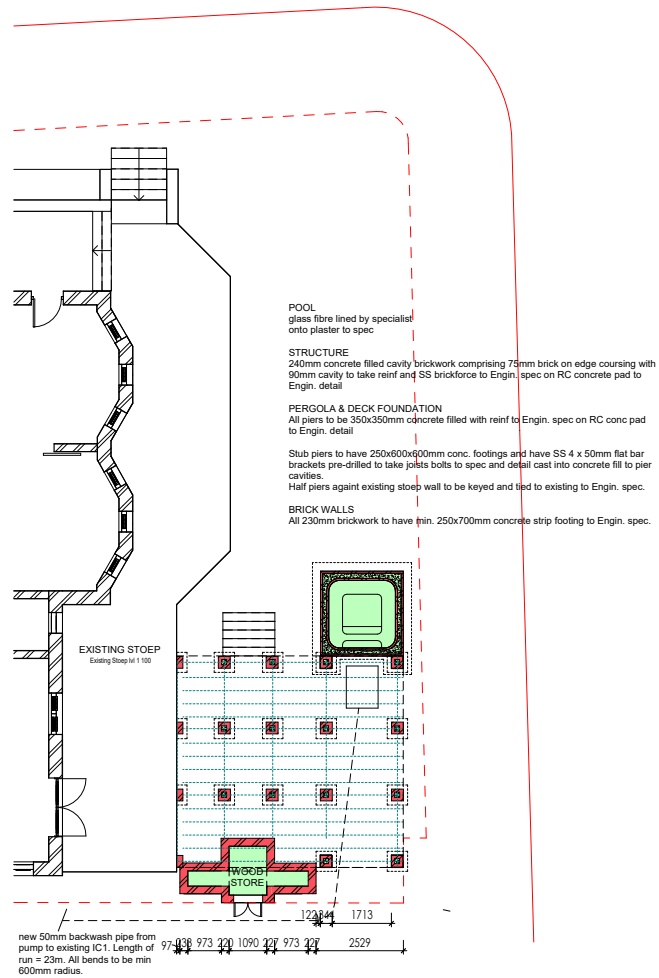 POOL
glass fibre lined by specialist
onto plaster to spec
STRUCTURE
240mm concrete filled cavity brickwork comprising 75mm brick on edge coursing with
90mm cavity to take reinf and SS brickforce to Engin. spec on RC concrete pad to
Engin. detail
PERGOLA & DECK FOUNDATION
All piers to be 350x350mm concrete filled with reinf to Engin. spec on RC conc pad
to Engin. detail
Stub piers to have 250x600x600mm conc. footings and have SS 4 x 50mm flat bar
brackets pre-drilled to take joists bolts to spec and detail cast into concrete fill to pier
cavities.
Half piers againt existing stoep wall to be keyed and tied to existing to Engin. spec.
BRICK WALLS
All 230mm brickwork to have min. 250x700mm concrete strip footing to Engin. spec.
EXISTING STOEP
Existing Stoep lvl 1 100
WOOD
STORE
1713
973 220 1090 227 973 227 2529
new 50mm backwash pipe from
pump to existing IC1. Length of
run = 23m. All bends to be min
600mm radius.